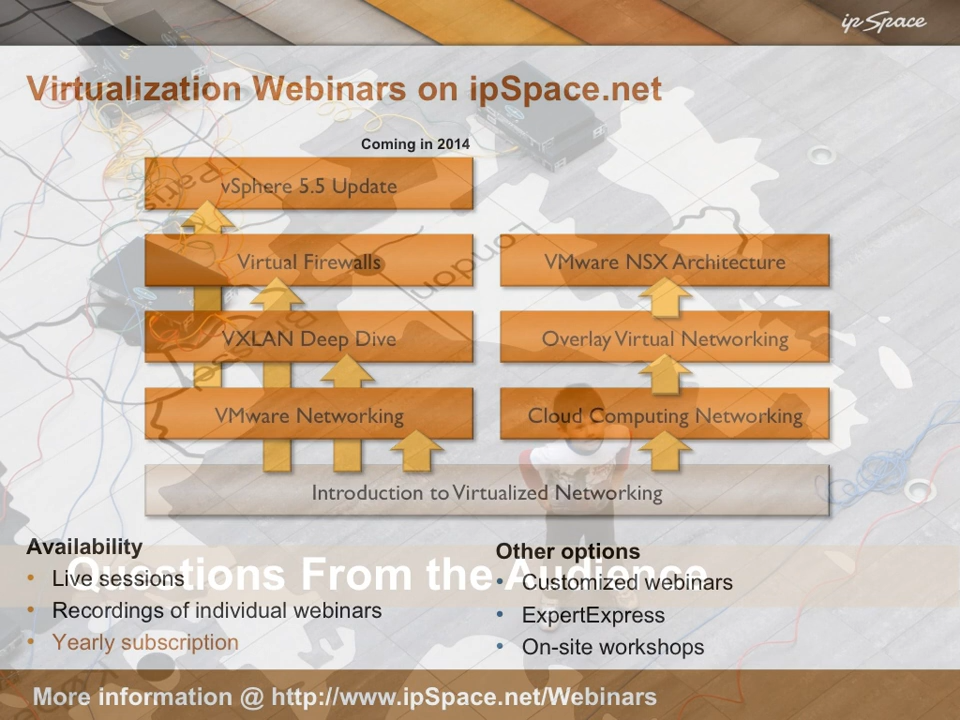 ipSpace
Virtualization Webinars on ipSpace.net
Coming in 2014
vSphere 5.5 Update
Paris
Virtual Firewalls
VMware NSX Architecture
London
VXLAN Deep Dive
Overlay Virtual Networking
VMware Networking
Cloud Computing Networking
Introduction to Virtualized Networking
Availability
Live sessions
Recordings of individual webinars
Yearly subscription
Other options
Customized webinars
ExpertExpress
On-site workshops
Questions From the Audience
More information @ http://www.ipSpace.net/Webinars